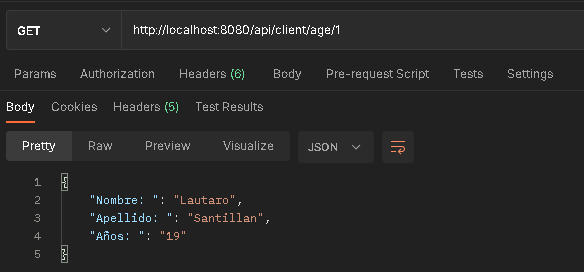 GET http://localhost:8080/api/client/age/1
Params Authorization Headers (6) Body Pre-request Script Tests Settings
Body Cookies Headers (5) Test Results
Pretty Raw Preview Visualize JSON
1 {
2 "Nombre: ": "Lautaro",
3 "Apellido: ": "Santillan",
4 "Años: ": "19"
5 }